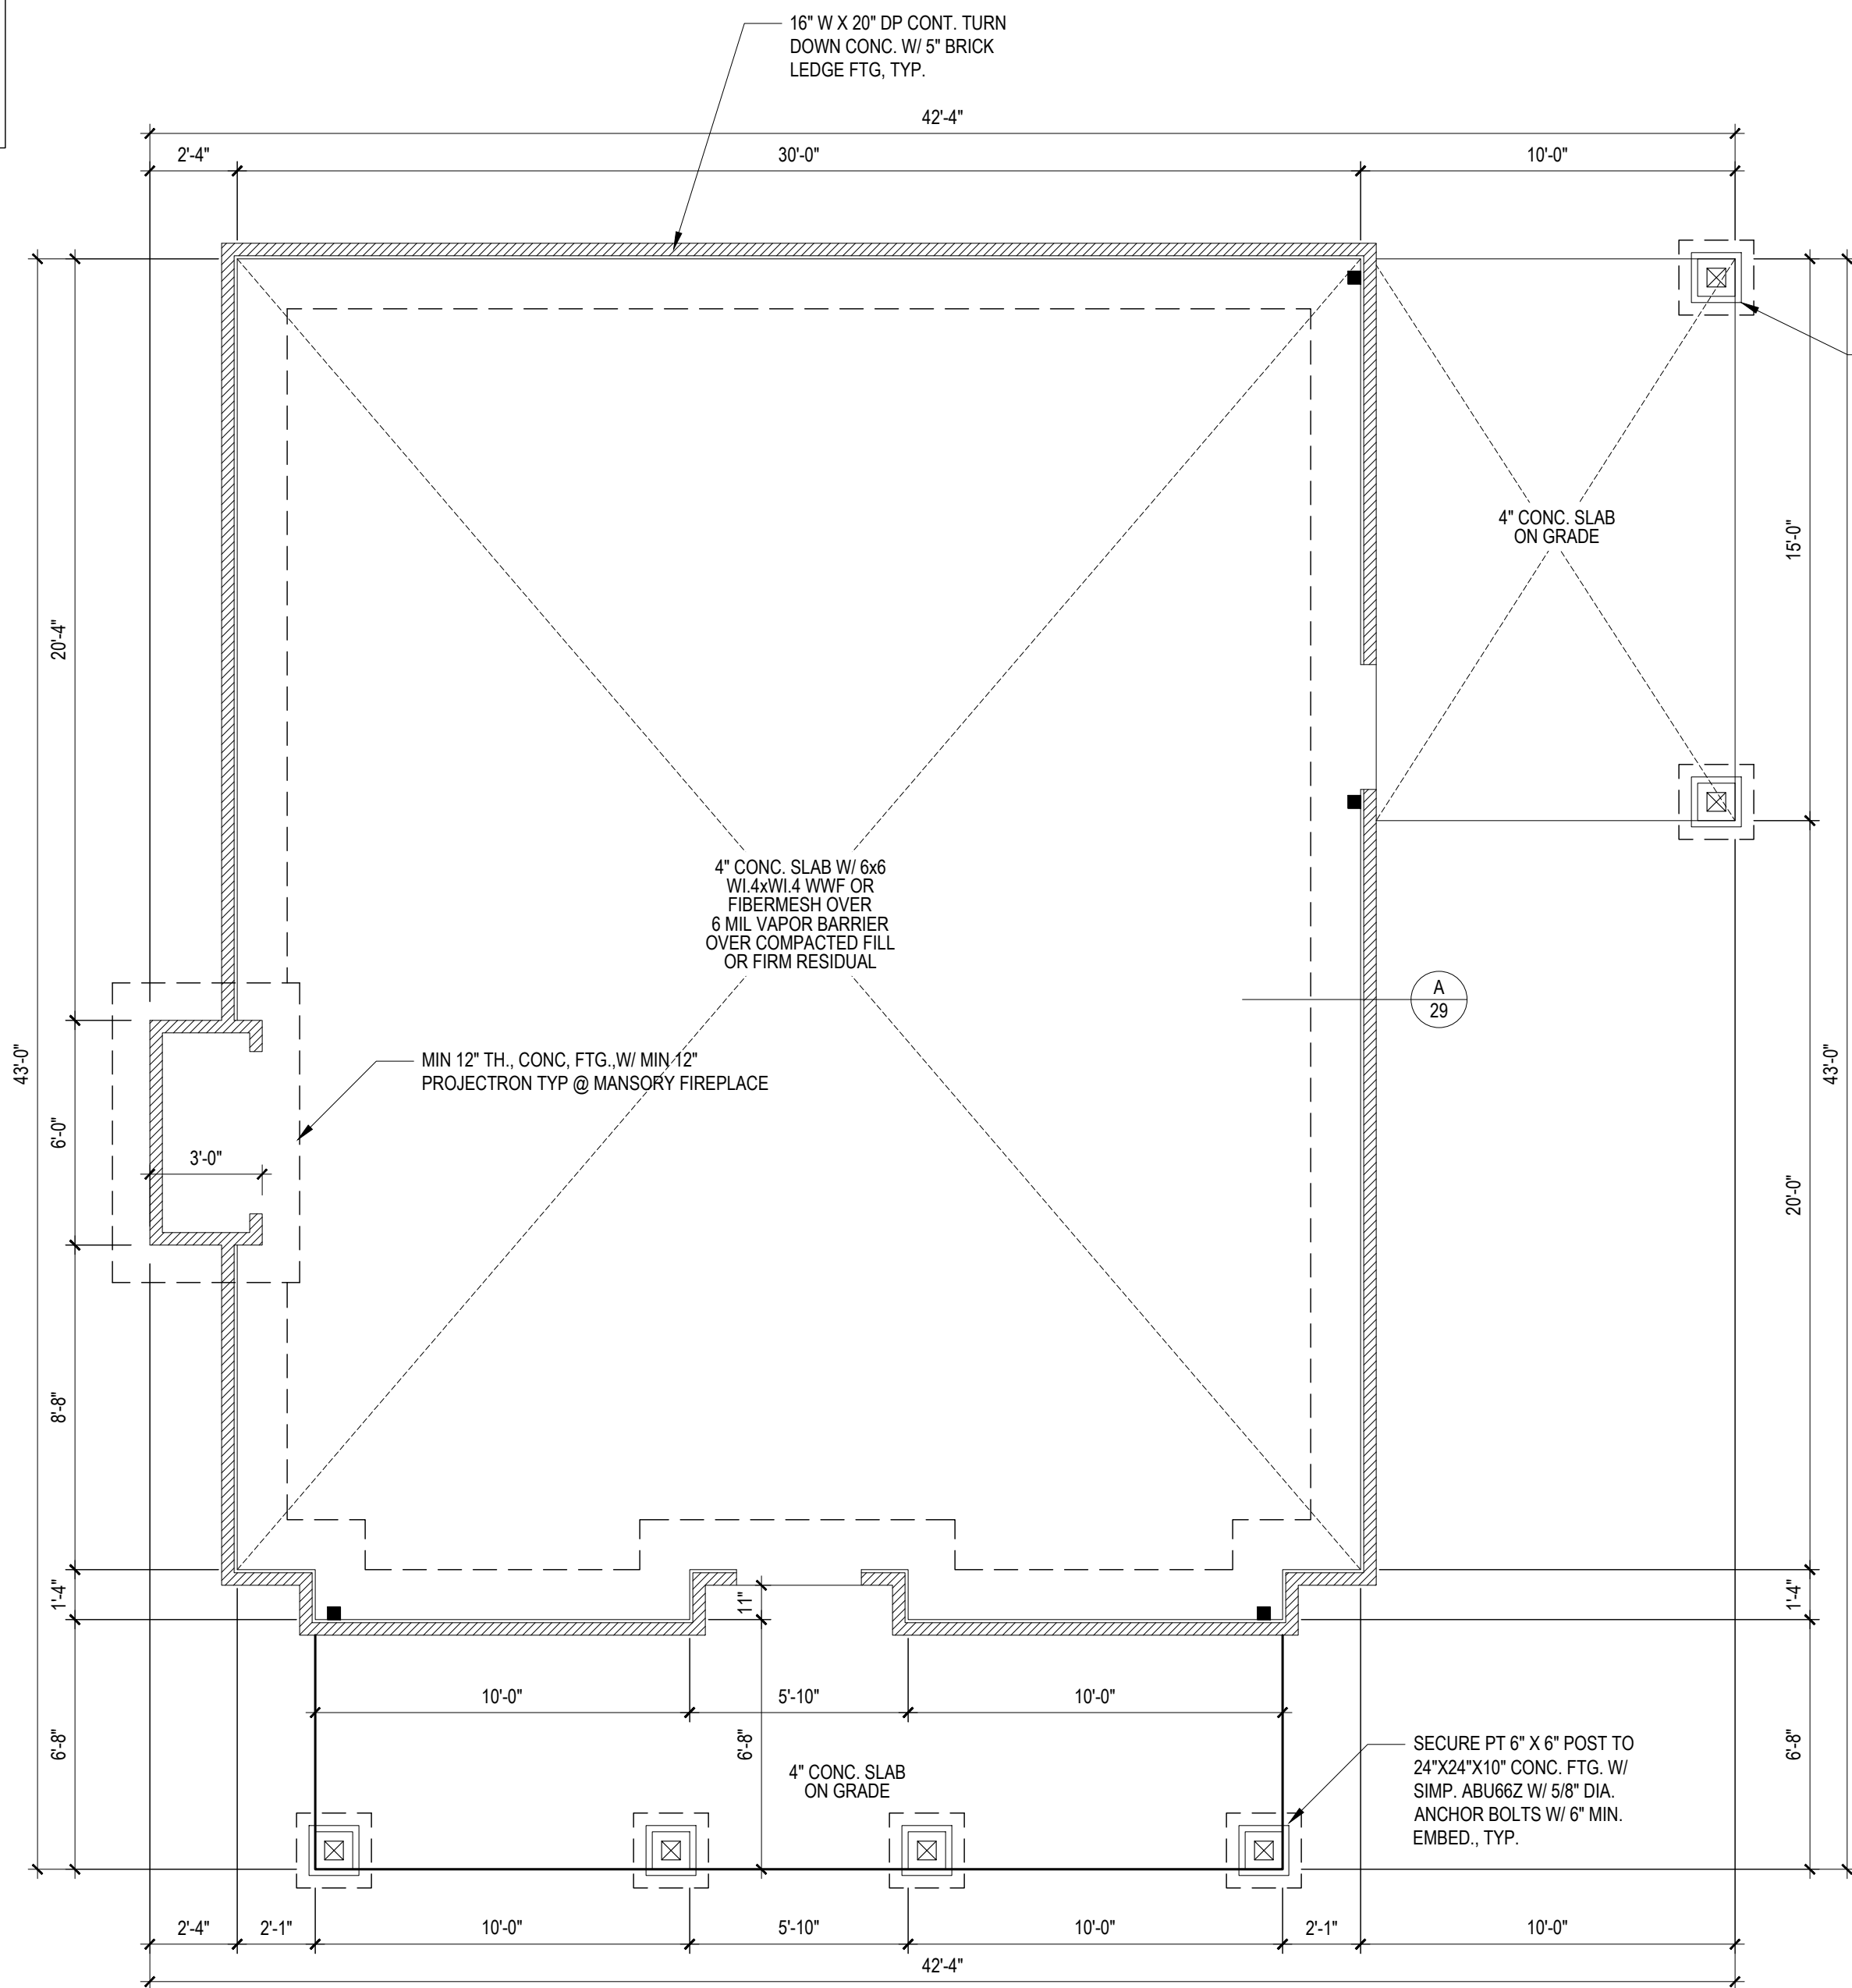 16" W X 20" DP CONT. TURN
DOWN CONC. W/ 5" BRICK
LEDGE FTG, TYP.
42'-4"
2'-4"
30'-0"
10'-0"
4" CONC. SLAB
ON GRADE
15'-0"
20'-4"
4" CONC. SLAB W/ 6x6
WI.4xWI.4 WWF OR
FIBERMESH OVER
6 MIL VAPOR BARRIER
OVER COMPACTED FILL
OR FIRM RESIDUAL
A
29
43'-0"
MIN 12" TH., CONC, FTG.,W/ MIN 12"
PROJECTRON TYP @ MANSORY FIREPLACE
43'-0"
6'-0"
3'-0"
20'-0"
8'-8"
1'-4"
11"
1'-4"
10'-0"
5'-10"
10'-0"
6'-8"
6'-8"
6'-8"
4" CONC. SLAB
ON GRADE
SECURE PT 6" X 6" POST TO
24"X24"X10" CONC. FTG. W/
SIMP. ABU66Z W/ 5/8" DIA.
ANCHOR BOLTS W/ 6" MIN.
EMBED., TYP.
2'-4"
2'-1"
10'-0"
5'-10"
10'-0"
2'-1"
10'-0"
42'-4"